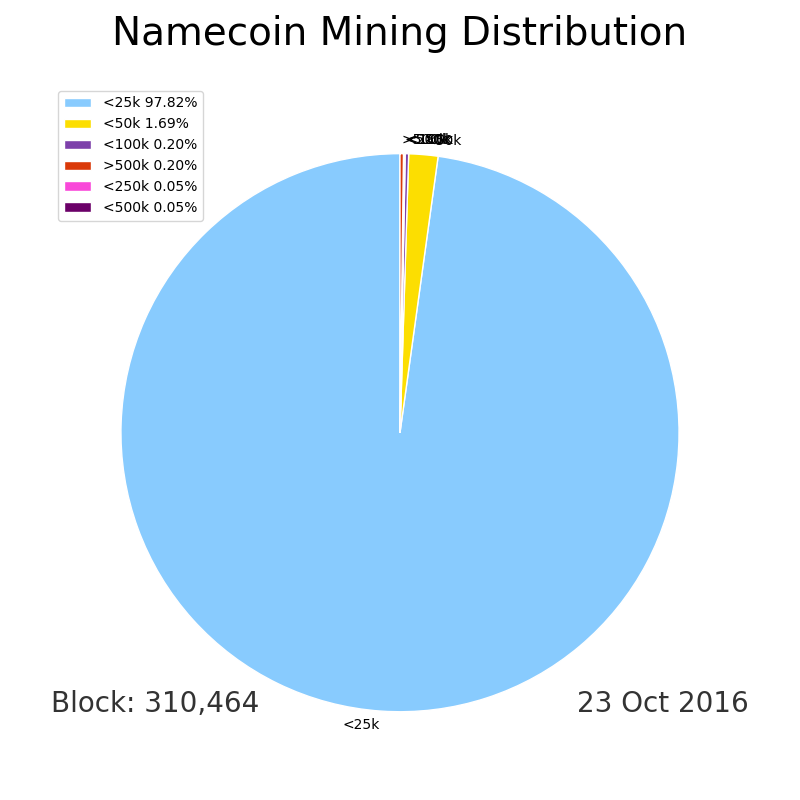 Namecoin Mining Distribution
<25k 97.82%
<50k 1.69%
<100k 0.20%
>500k 0.20%
<250k 0.05%
<500k 0.05%
<25k
Block: 310,464
23 Oct 2016